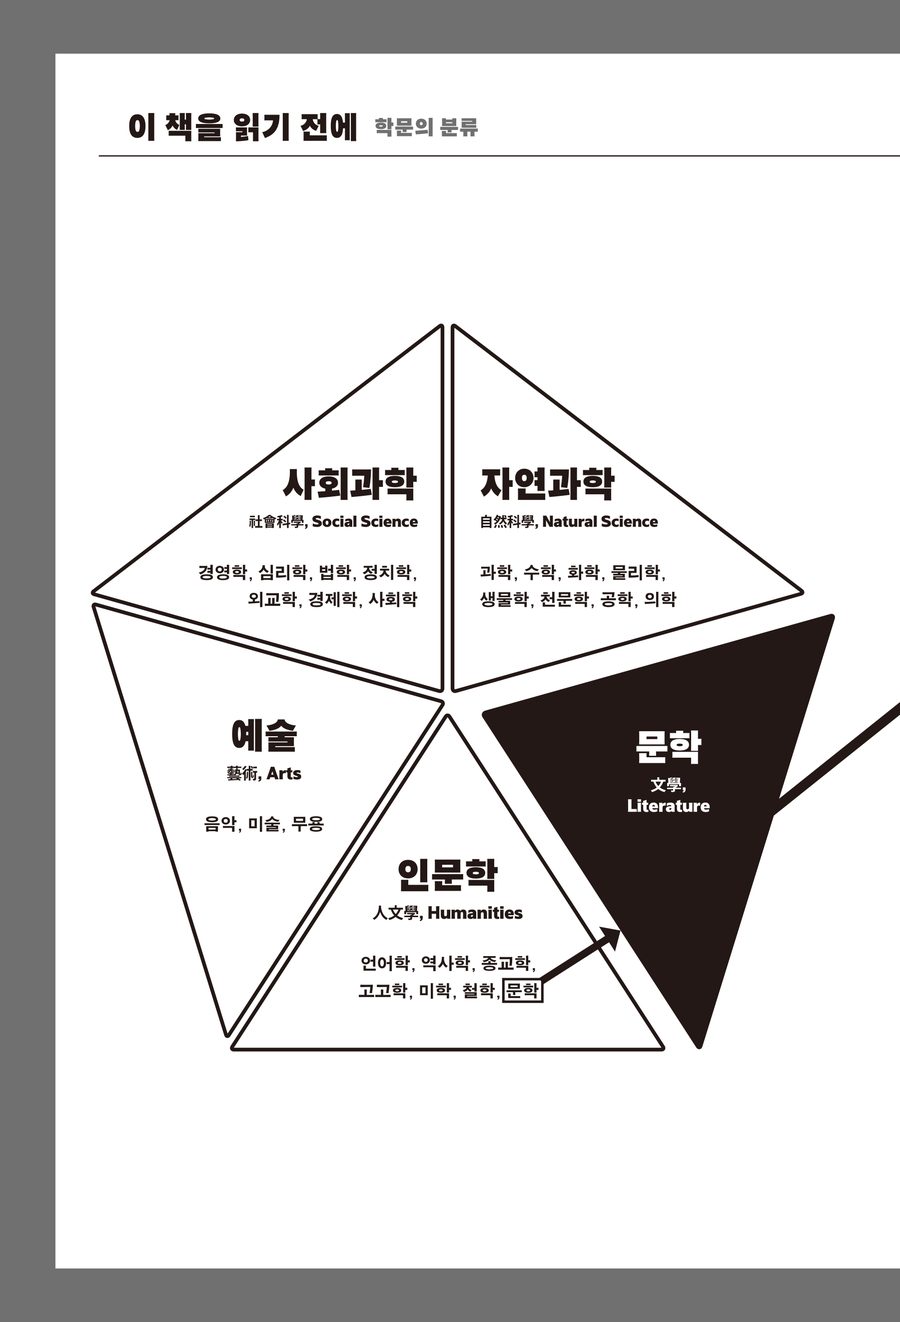 이 책을 읽기 전에 학문의 분류
사회과학
社會科學, Social Science
경영학, 심리학, 법학, 정치학,
외교학, 경제학, 사회학
자연과학
自然科學, Natural Science
과학, 수학, 화학, 물리학,
생물학, 천문학, 공학, 의학
예술
藝術, Arts
음악, 미술, 무용
문학
文學,
Literature
인문학
人文學, Humanities
언어학, 역사학, 종교학,
고고학, 미학, 철학, 문학